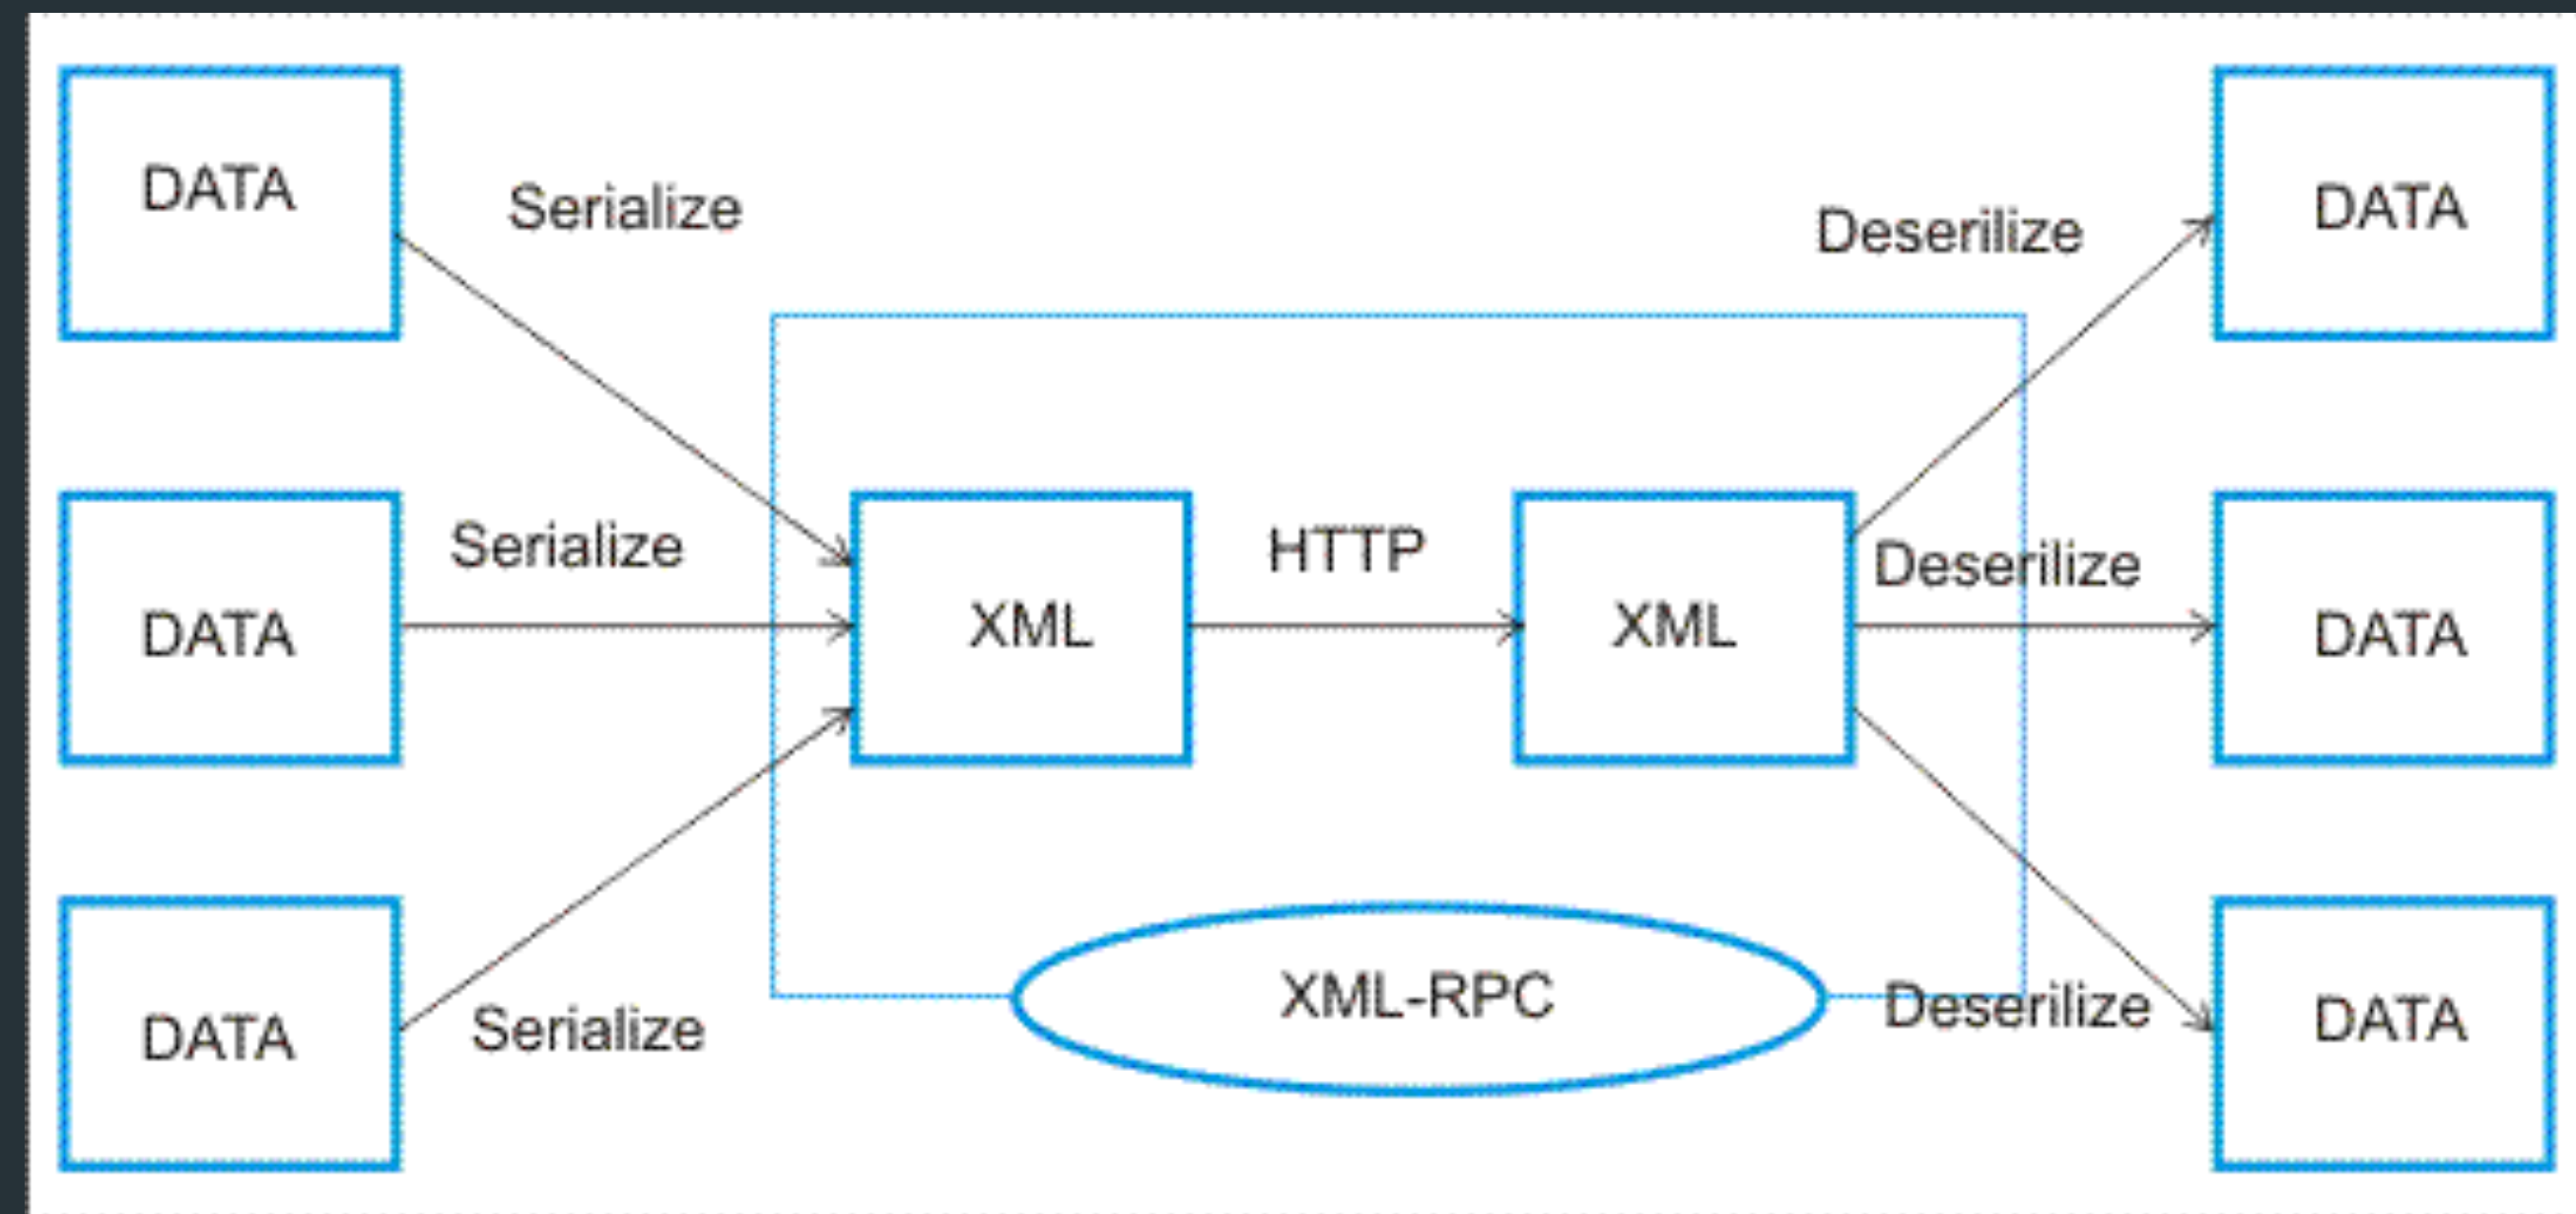 DATA
Serialize
Deserilize
DATA
Serialize
HTTP
Deserilize
DATA
XML
XML
DATA
DATA
Serialize
XML-RPC
Deserilize
DATA